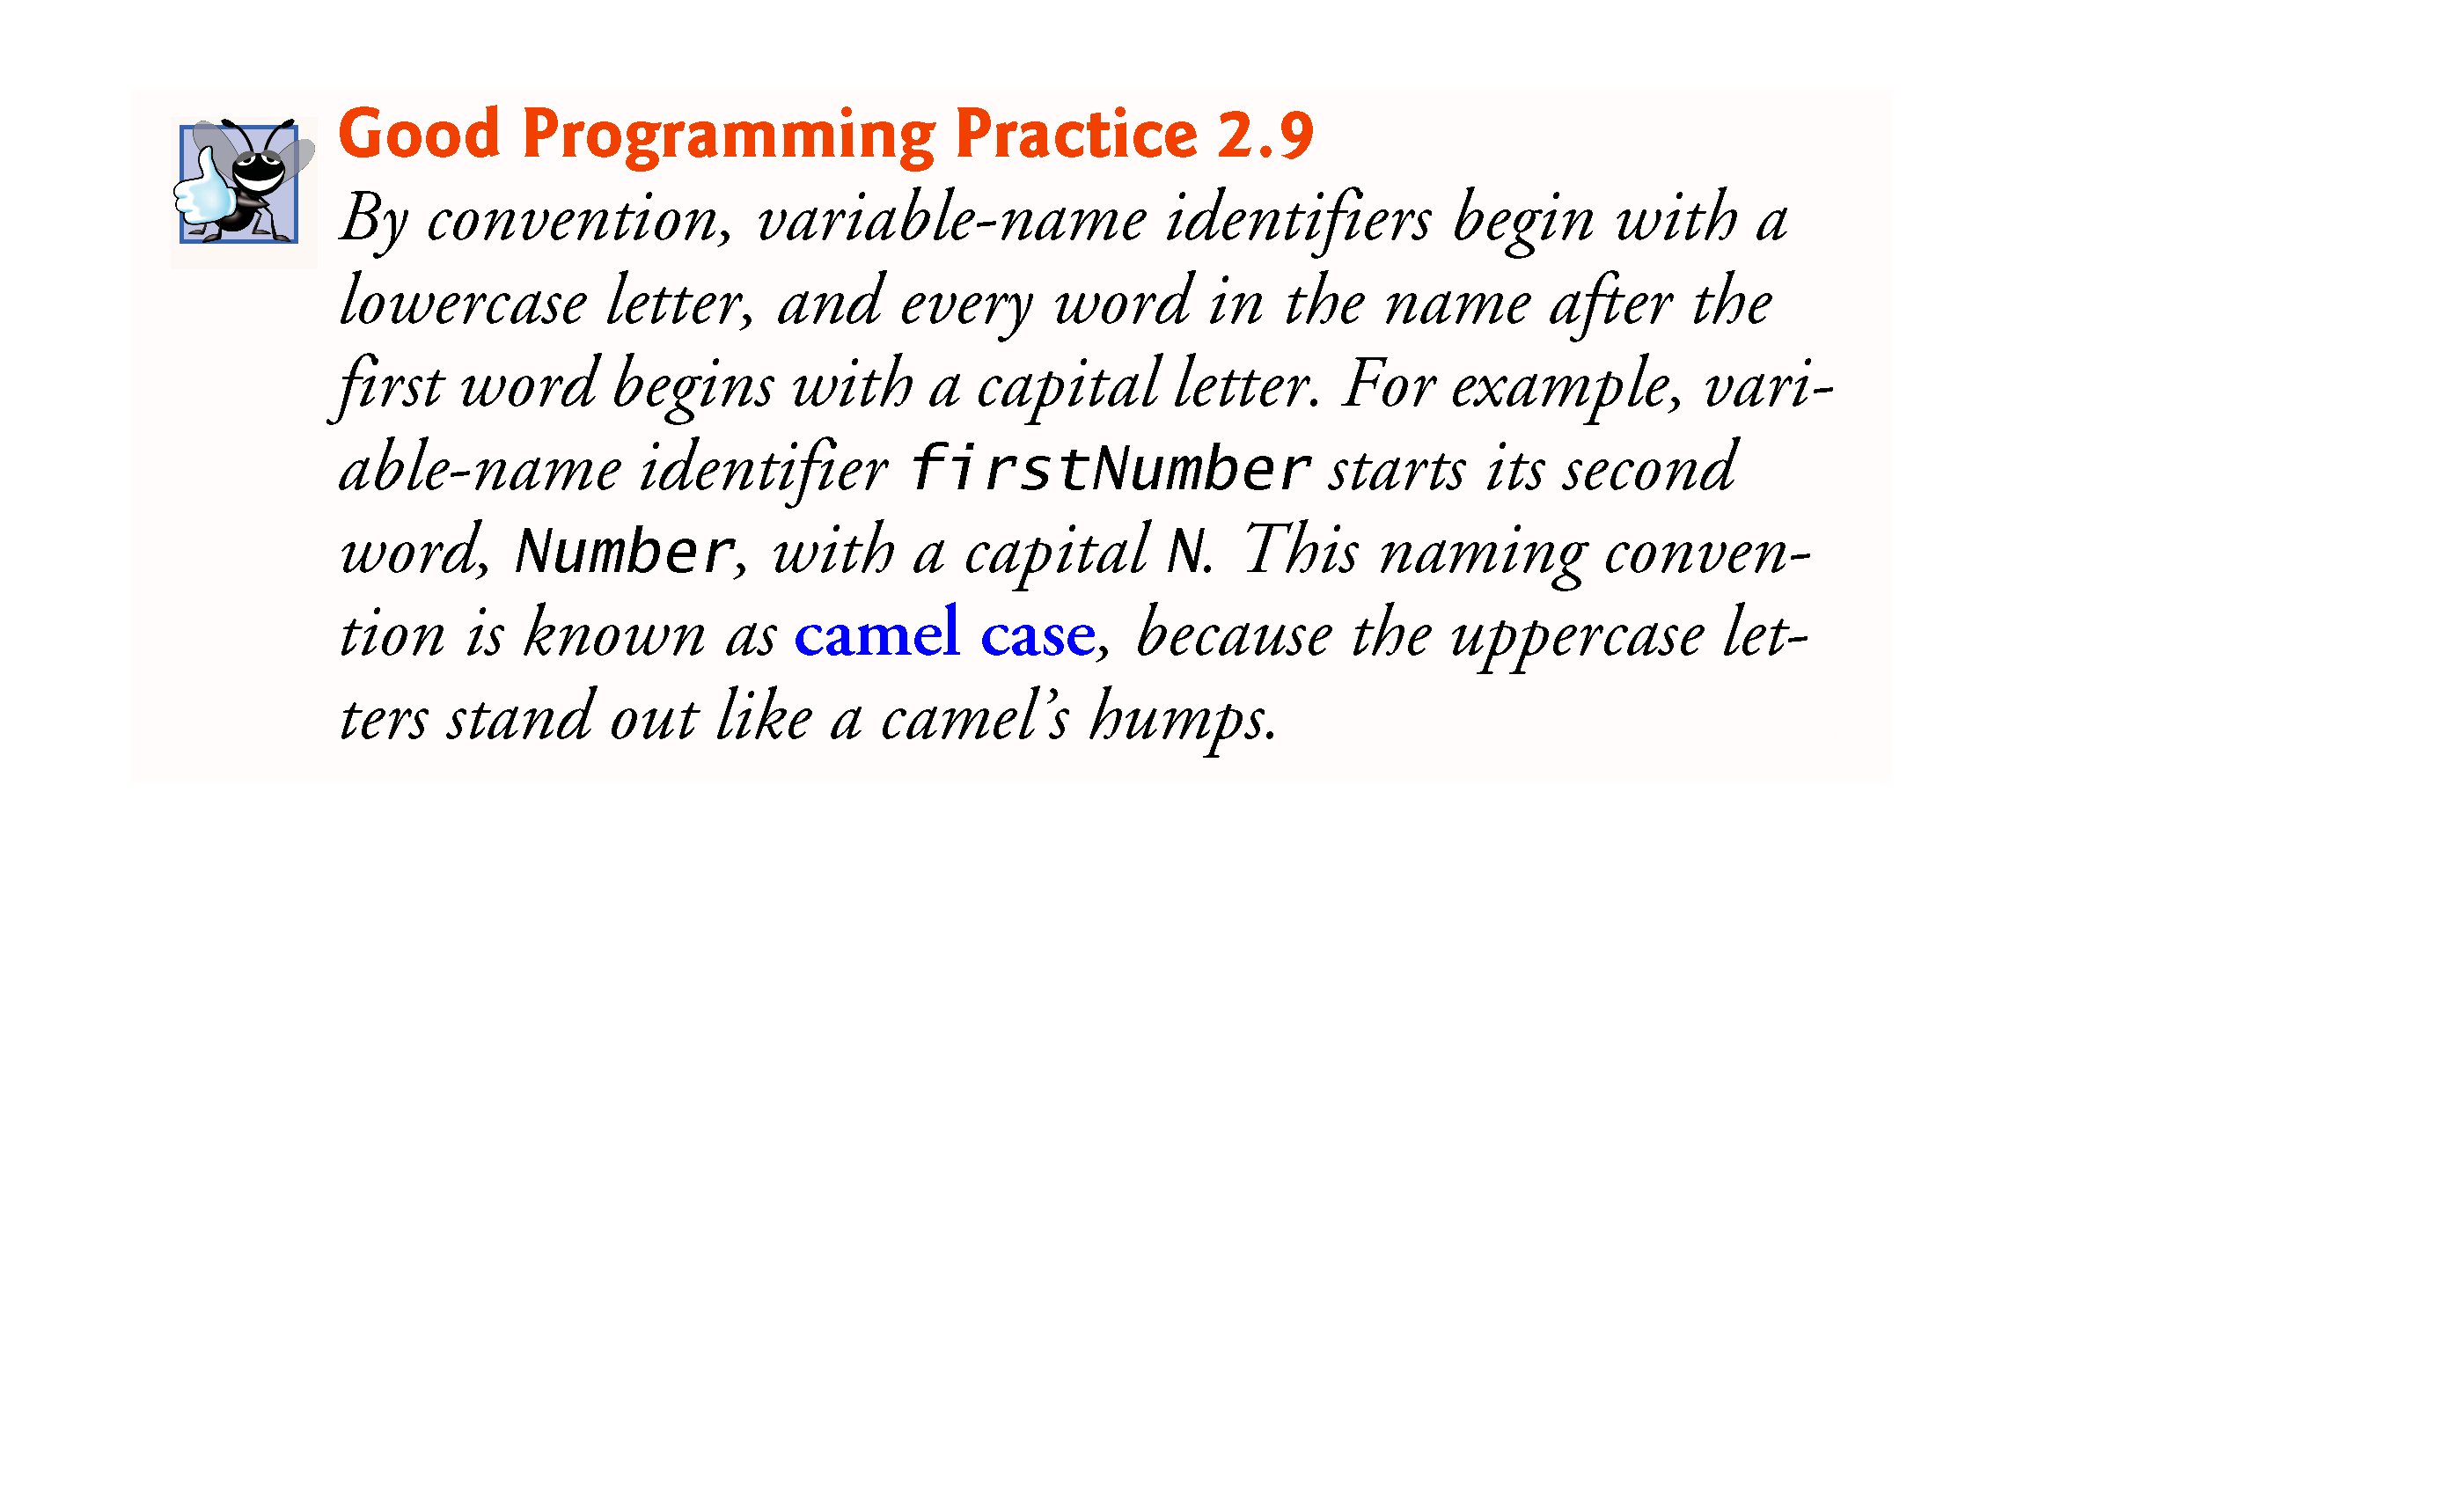 Good Programming Practice 2.9
By convention, variable-name identifiers begin with a
lowercase letter, and every word in the name after the
first word begins with a capital letter. For example, vari-
able-name identifier firstNumber starts its second
word, Number, with a capital N. This naming conven-
tion is known as camel case, because the uppercase let-
ters stand out like a camel’s humps.